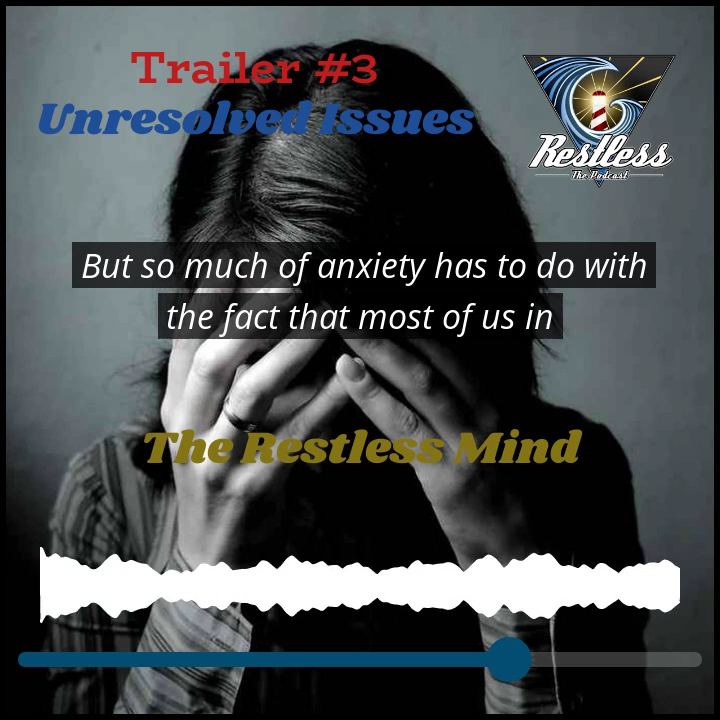 Trailer #3
Unresolved Issues
Restless
The Podcast
But so much of anxiety has to do with
the fact that most of us in
The Restless Mind